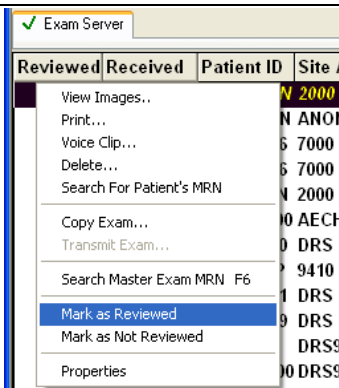 Exam Server
Reviewed Received Patient ID Site
View Images.. N 2000
Print... N ANON
Voice Clip... 6 7000
Delete... 6 7000
Search For Patient's MRN N 2000
Copy Exam... 00 AECH
Transmit Exam... 0 DRS
Search Master Exam MRN F6 9410
1 DRS
Mark as Reviewed 9 DRS
Mark as Not Reviewed DRS9
Properties 00 DRS9